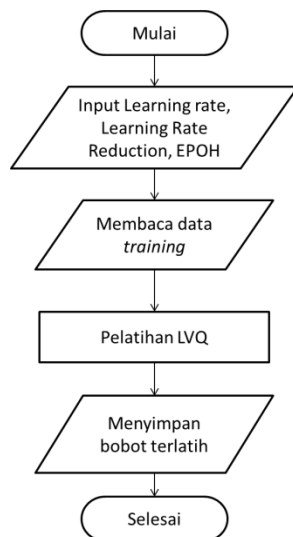 Mulai
Input Learning rate,
Learning Rate
Reduction, EPOH
Membaca data
training
Pelatihan LVQ
Menyimpan
bobot terlatih
Selesai